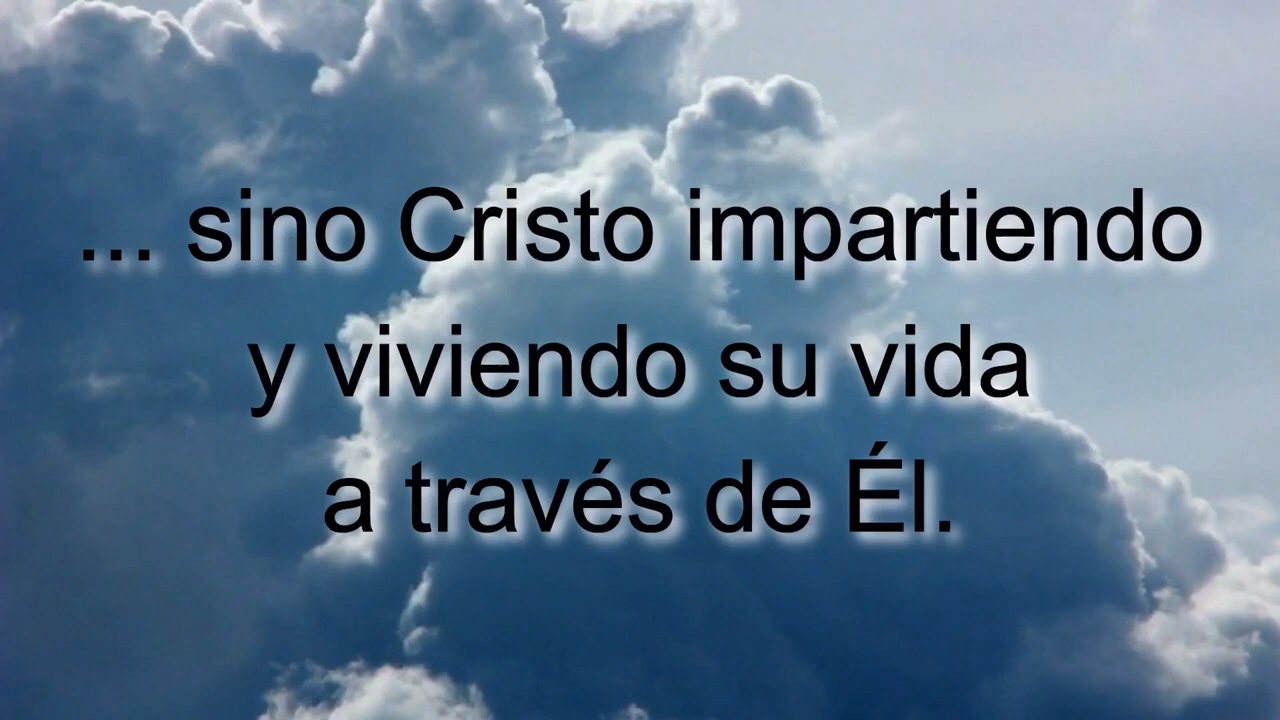 ... sino Cristo impartiendo
y viviendo su vida
a través de Él.